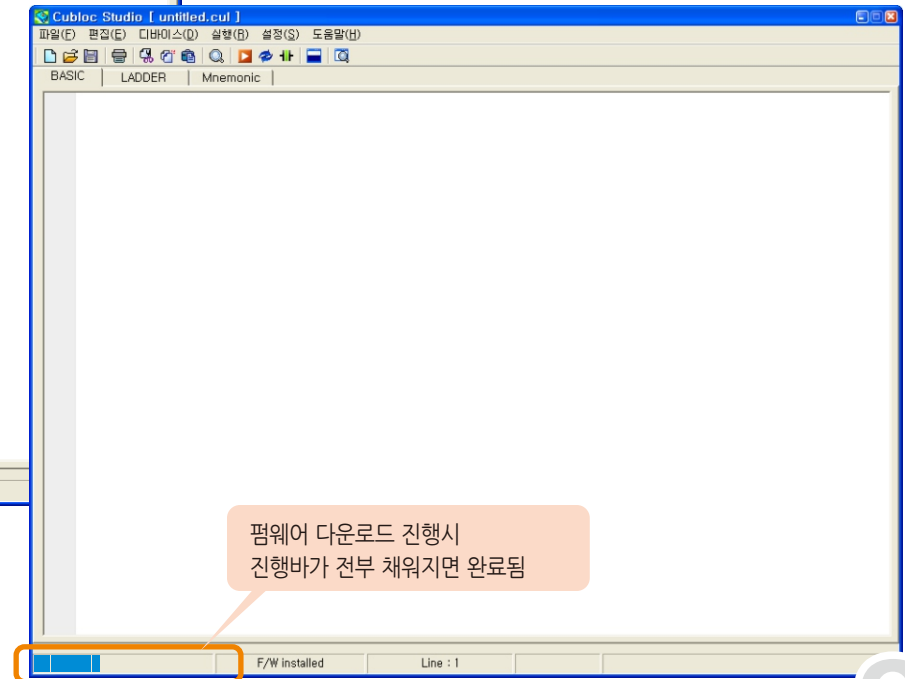 Cubloc Studio [ untitled.cul ]
파일(F) 편집(E) 디바이스(D) 실행(R) 설정(S) 도움말(H)
BASIC LADDER Mnemonic
펌웨어 다운로드 진행시
진행바가 전부 채워지면 완료됨
F/W installed Line : 1